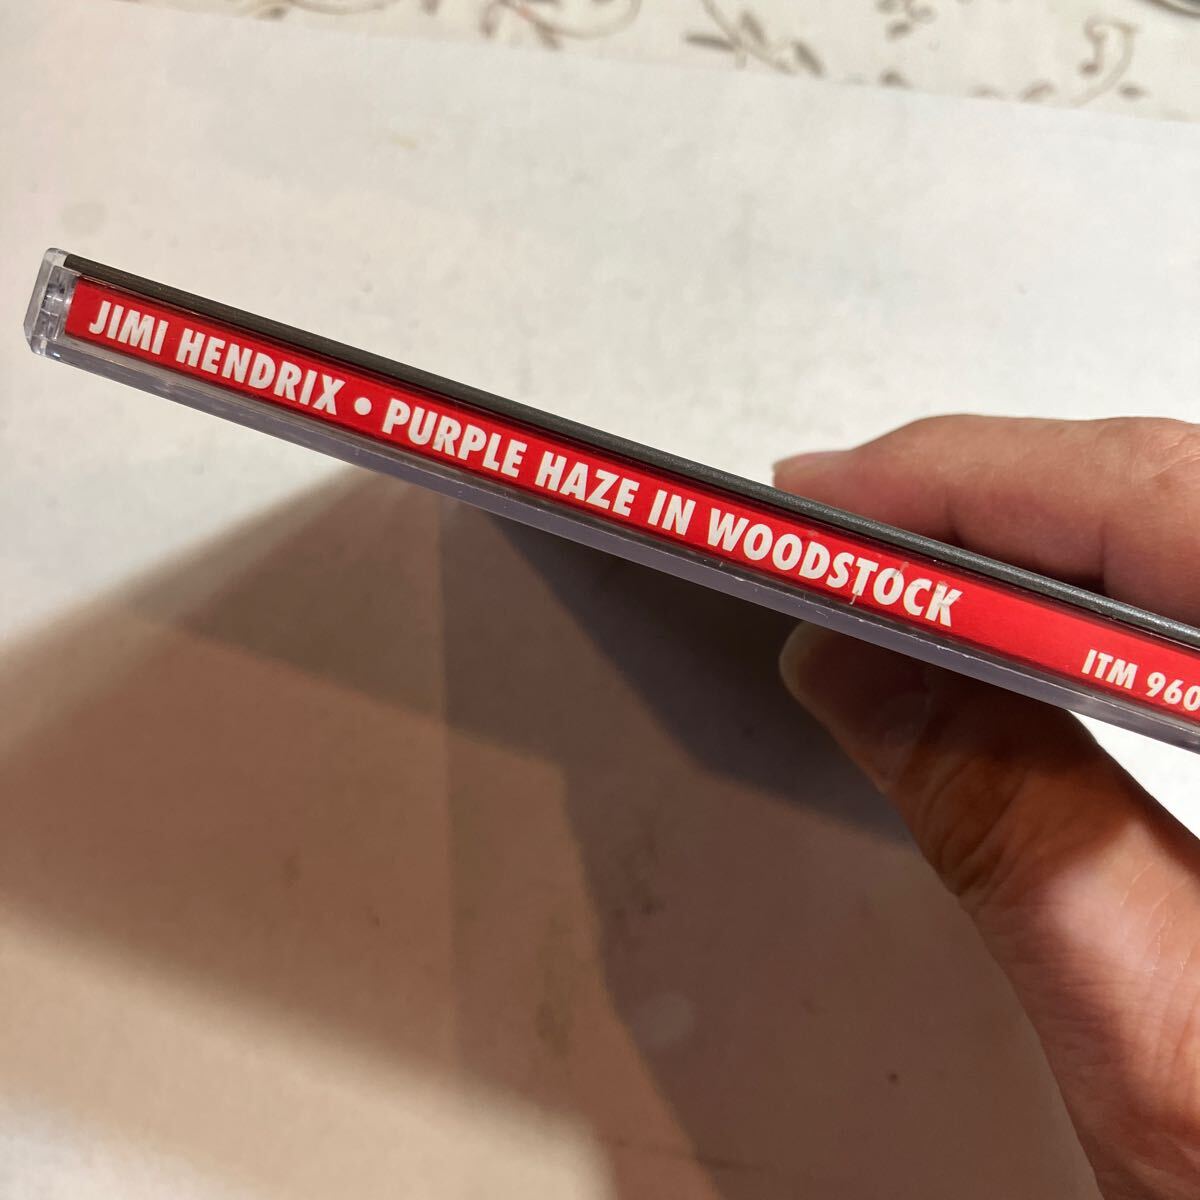 JIMI HENDRIX • PURPLE HAZE IN WOODSTOCK
ITM 960